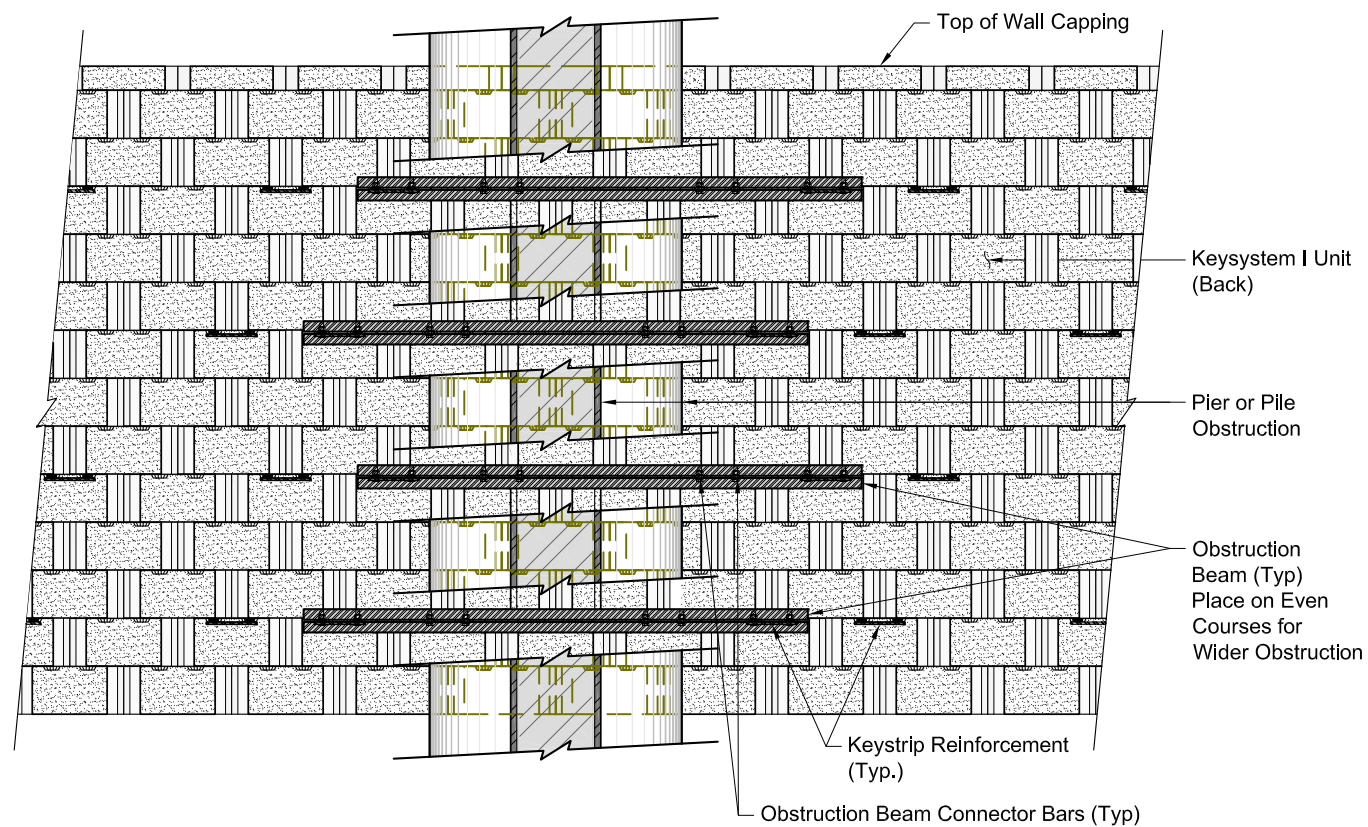 Top of Wall Capping
Keysystem I Unit
(Back)
Pier or Pile
Obstruction
Obstruction
Beam (Typ)
Place on Even
Courses for
Wider Obstruction
Keystrip Reinforcement
(Typ.)
Obstruction Beam Connector Bars (Typ)